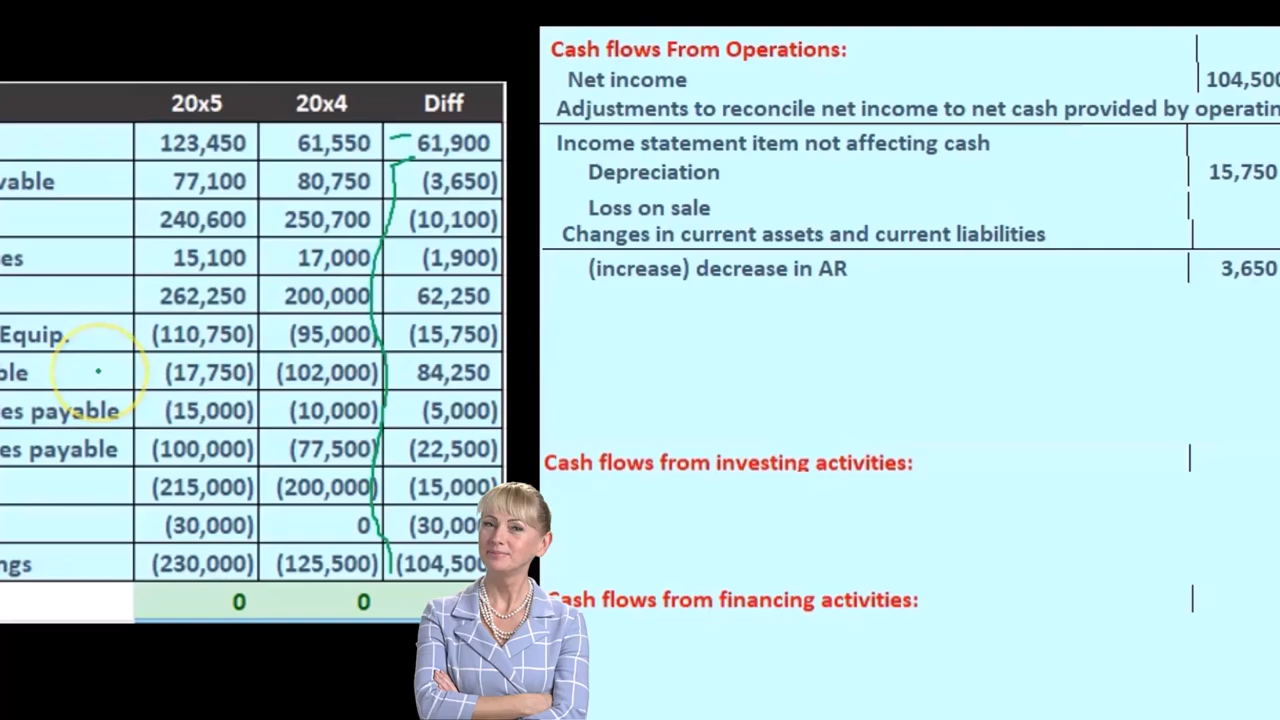 20x5 20x4 Diff
123,450 61,550 61,900
vable 77,100 80,750 (3,650)
240,600 250,700 (10,100)
es 15,100 17,000 (1,900)
262,250 200,000 62,250
Equip. (110,750) (95,000) (15,750)
ble (17,750) (102,000) 84,250
es payable (15,000) (10,000) (5,000)
es payable (100,000) (77,500) (22,500)
(215,000) (200,000) (15,000)
(30,000) 0 (30,00
ngs (230,000) (125,500) (104,500
0 0
Cash flows From Operations:
Net income 104,500
Adjustments to reconcile net income to net cash provided by operatin
Income statement item not affecting cash
Depreciation 15,750
Loss on sale
Changes in current assets and current liabilities
(increase) decrease in AR 3,650
Cash flows from investing activities:
Cash flows from financing activities: